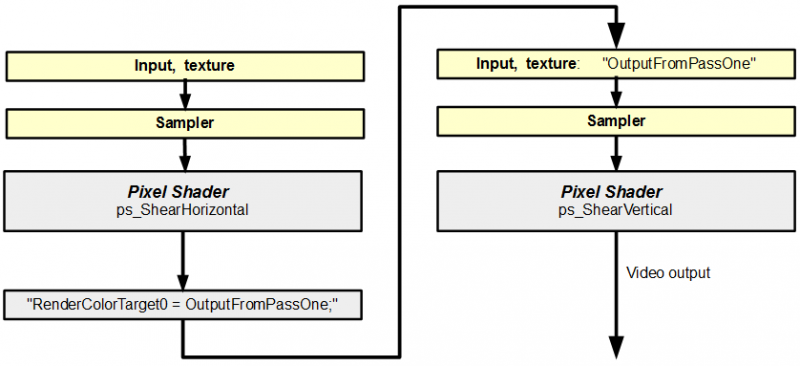 Input, texture
Sampler
Pixel Shader
ps_ShearHorizontal
"RenderColorTarget0 = OutputFromPassOne;"
Input, texture: "OutputFromPassOne"
Sampler
Pixel Shader
ps_ShearVertical
Video output